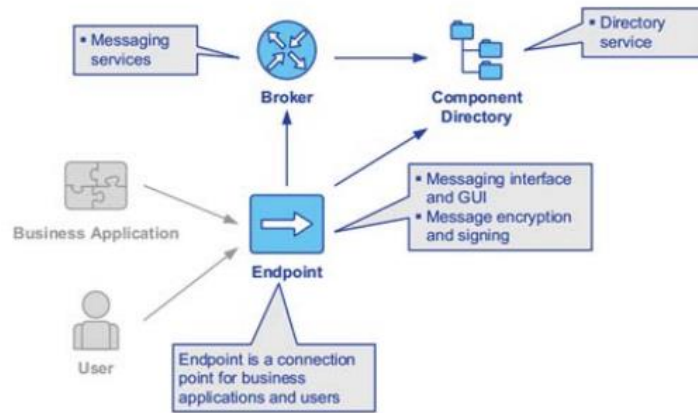 ▪ Messaging
services
Broker
Component
Directory
▪ Directory
service
Business Application
Endpoint
▪ Messaging interface
and GUI
▪ Message encryption
and signing
User
Endpoint is a connection
point for business
applications and users